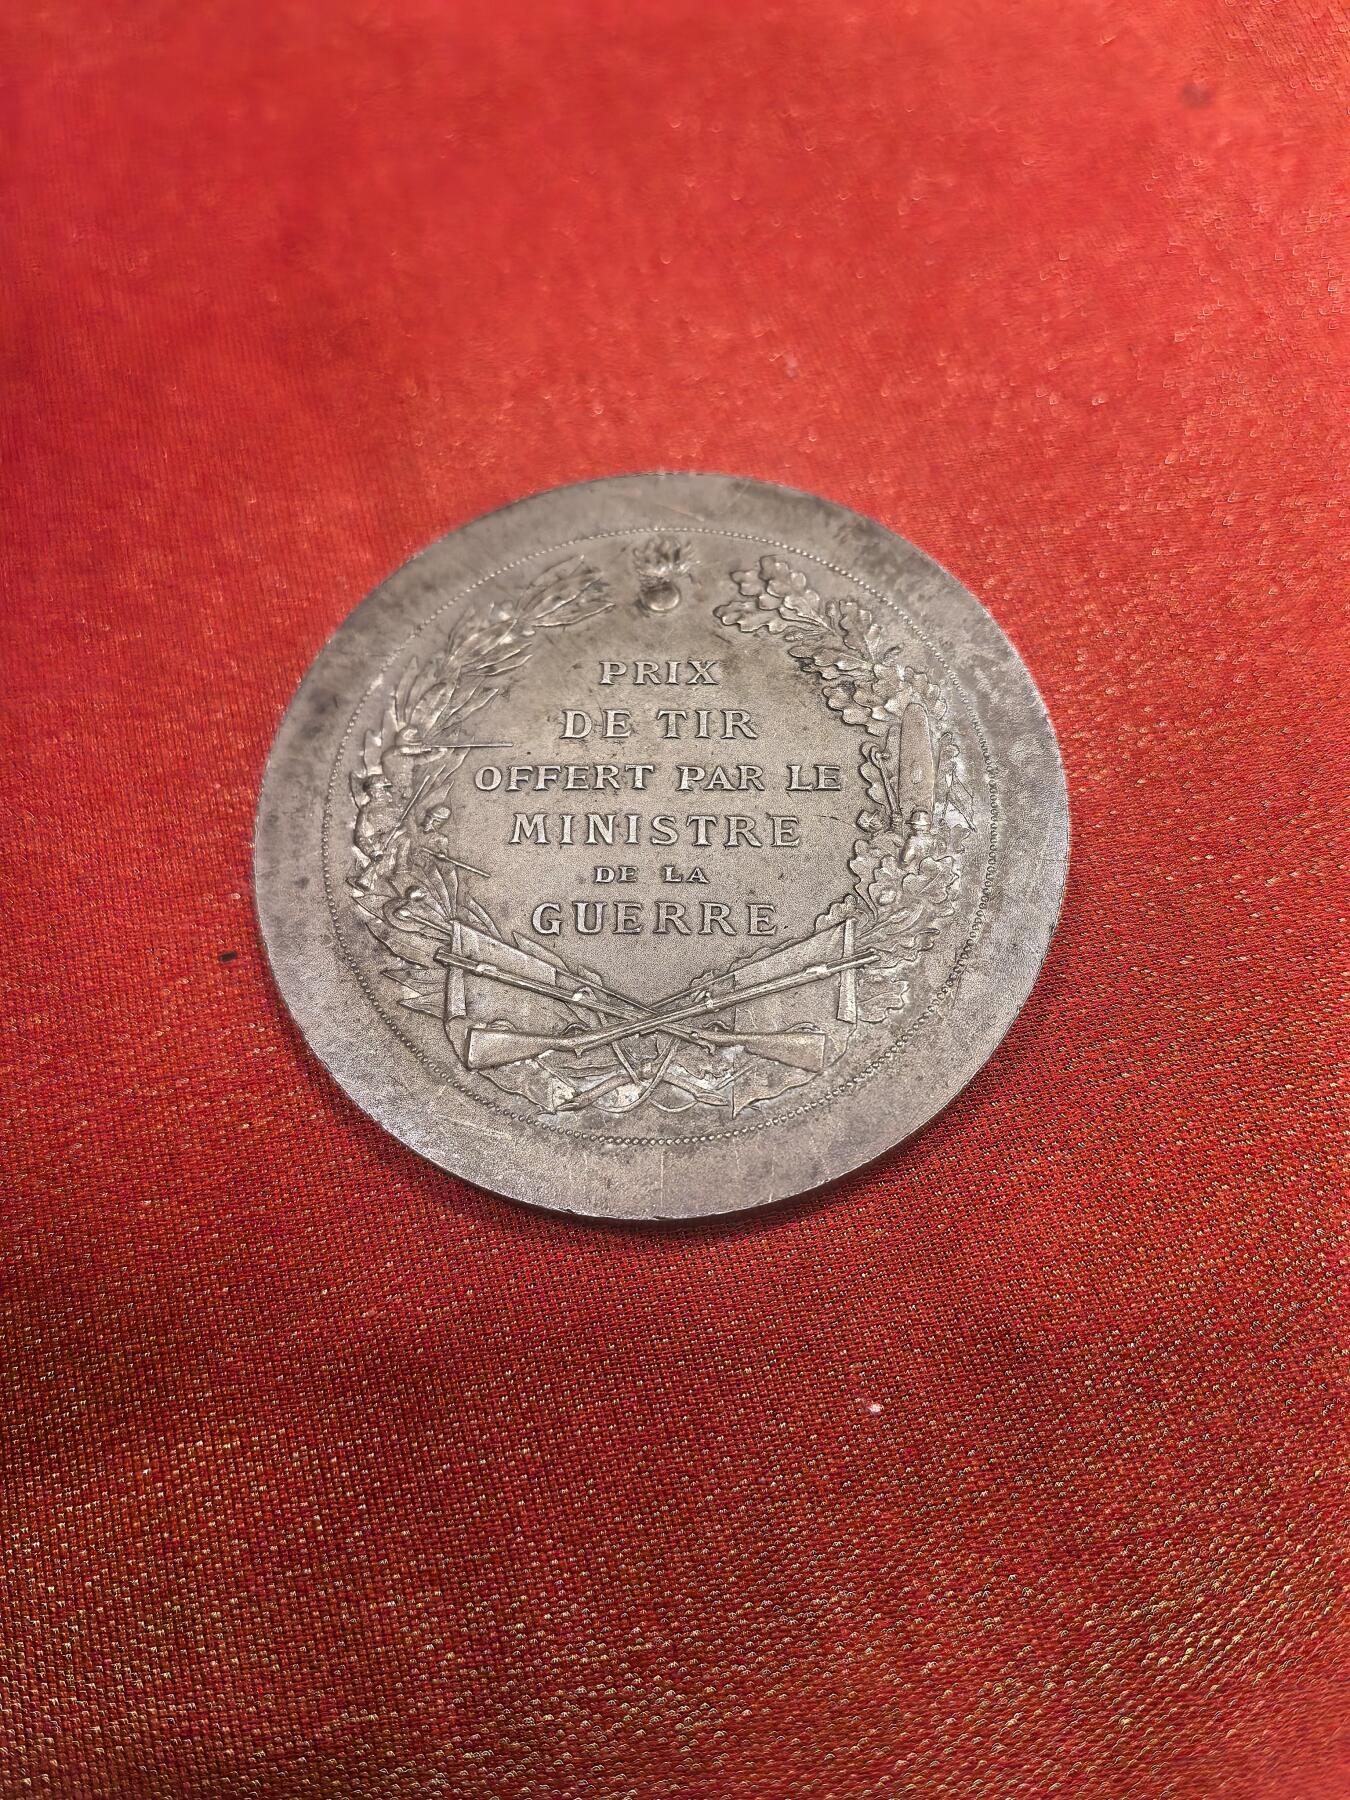 PRIX
DE TIR
OFFERT PAR LE
MINISTRE
DE LA
GUERRE